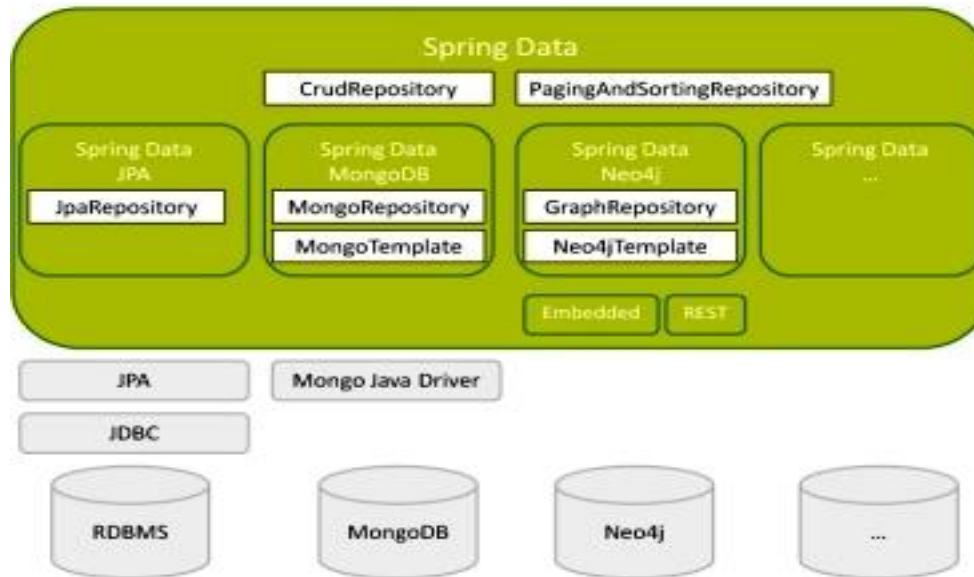 Spring Data
CrudRepository
PagingAndSortingRepository
Spring Data
JPA
JpaRepository
Spring Data
MongoDB
MongoRepository
MongoTemplate
Spring Data
Neo4j
GraphRepository
Neo4jTemplate
Spring Data
...
Embedded
REST
JPA
Mongo Java Driver
JDBC
RDBMS
MongoDB
Neo4j
...